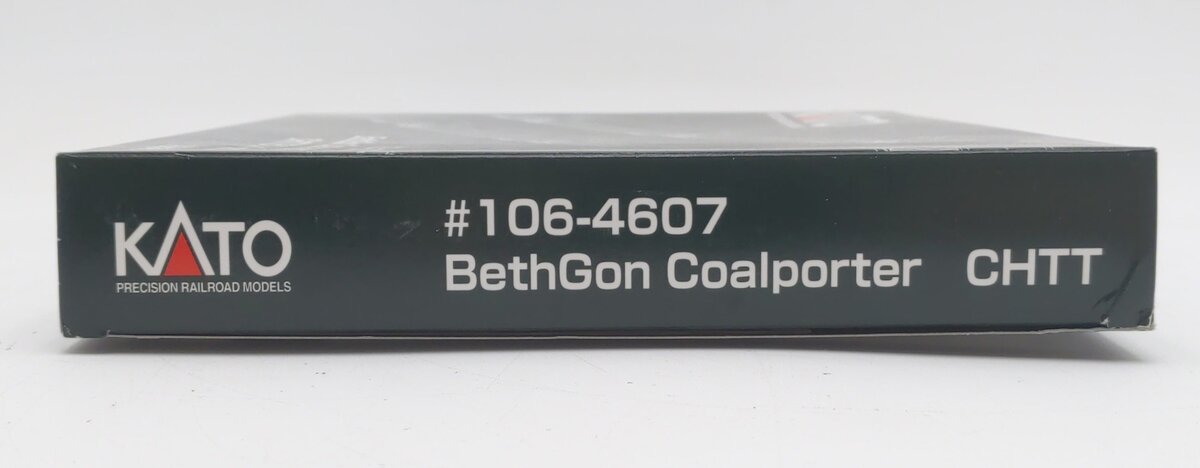 KATO
PRECISION RAILROAD MODELS
#106-4607
BethGon Coalporter CHTT